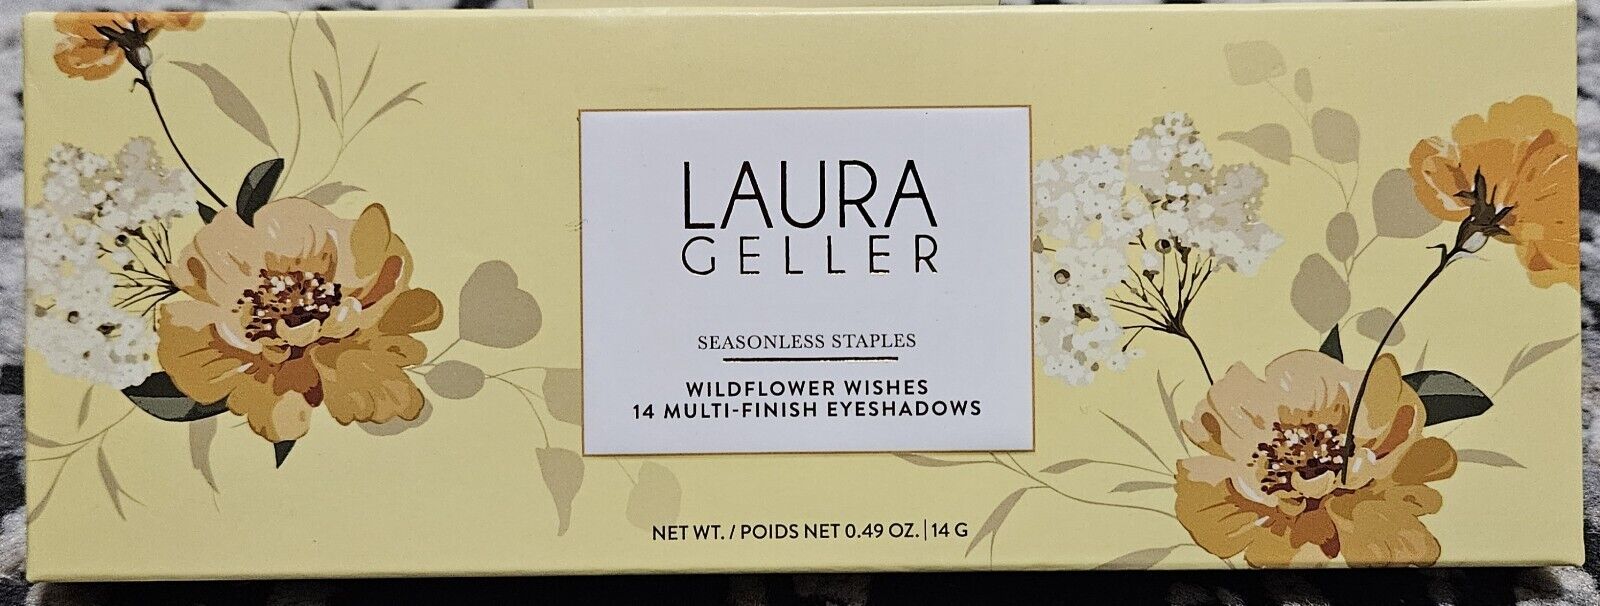 LAURA
GELLER
SEASONLESS STAPLES
WILDFLOWER WISHES
14 MULTI-FINISH EYESHADOWS
NET WT. / POIDS NET 0.49 OZ. | 14 G